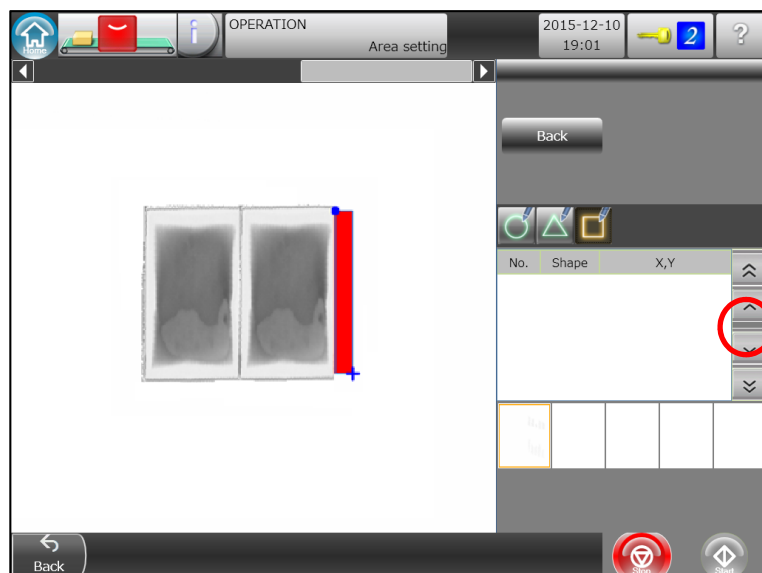 Home
i
OPERATION
Area setting
2015-12-10
19:01
2
?
Back
No. Shape X,Y
Back
Stop
Start